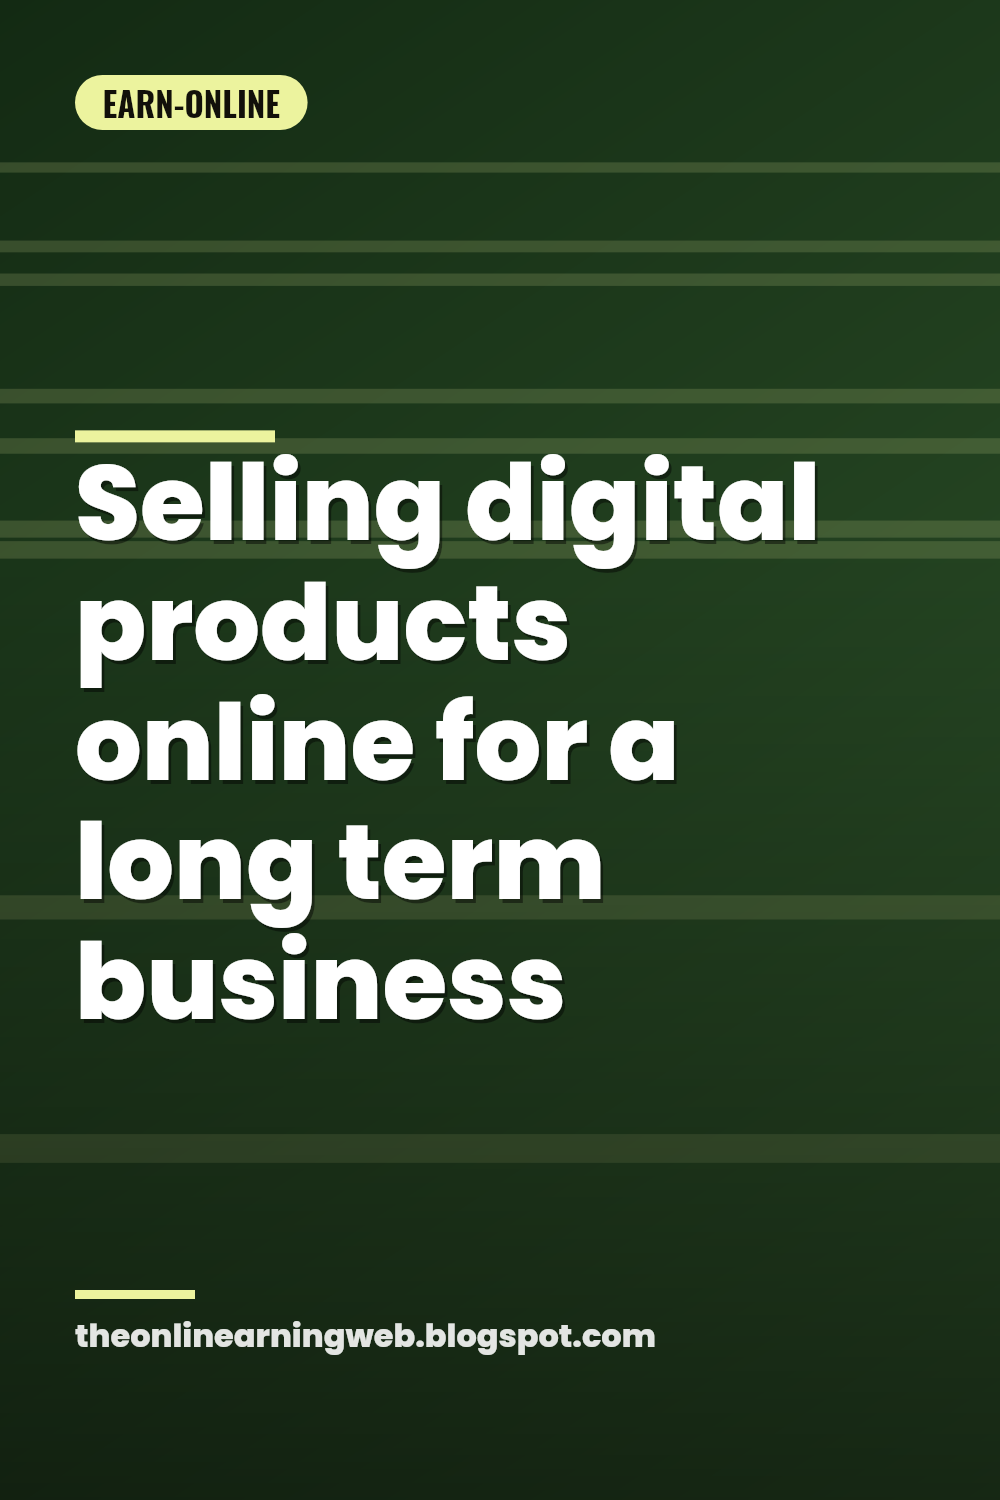 EARN-ONLINE
Selling digital
products
online for a
long term
business
theonlinearningweb.blogspot.com